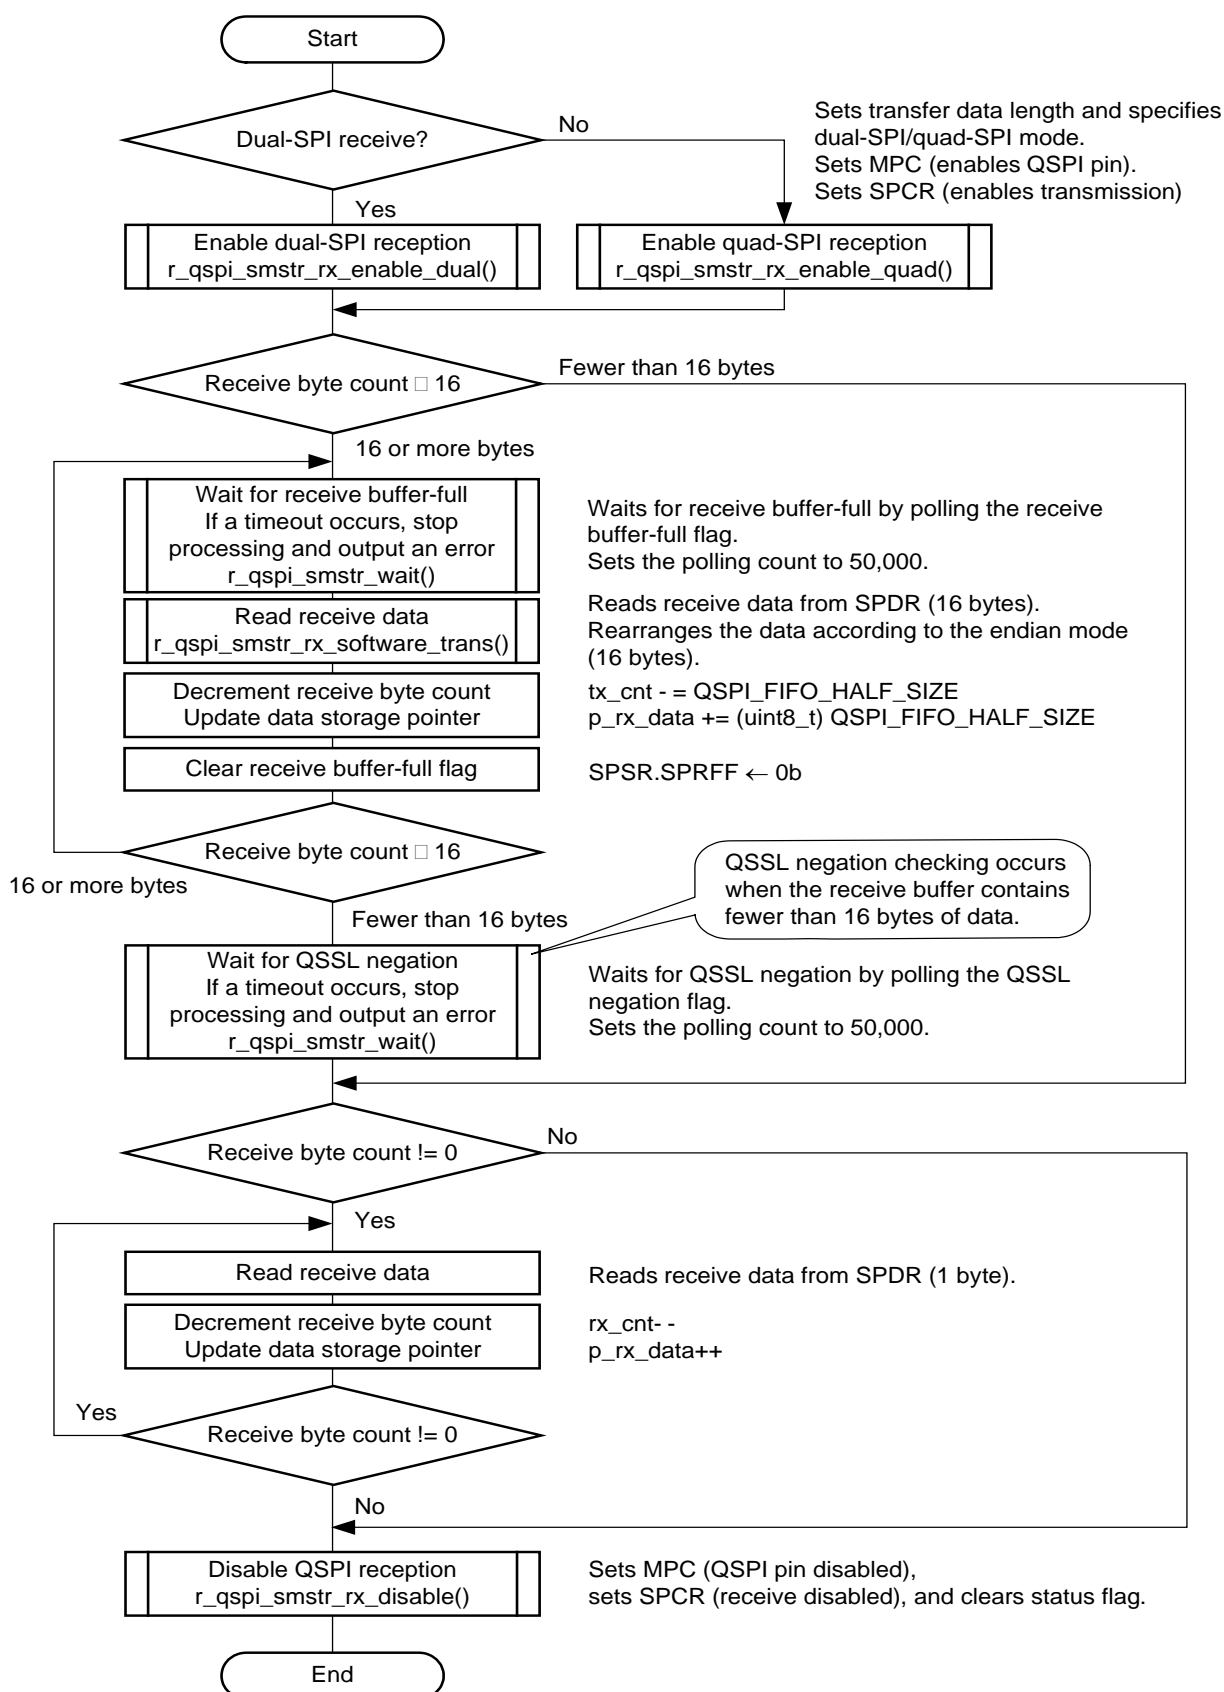 Start
Dual-SPI receive?
No
Sets transfer data length and specifies
dual-SPI/quad-SPI mode.
Sets MPC (enables QSPI pin).
Sets SPCR (enables transmission)
Yes
Enable dual-SPI reception
r_qspi_smstr_rx_enable_dual()
Enable quad-SPI reception
r_qspi_smstr_rx_enable_quad()
Receive byte count □ 16
Fewer than 16 bytes
16 or more bytes
Wait for receive buffer-full
If a timeout occurs, stop
processing and output an error
r_qspi_smstr_wait()
Waits for receive buffer-full by polling the receive
buffer-full flag.
Sets the polling count to 50,000.
Read receive data
r_qspi_smstr_rx_software_trans()
Reads receive data from SPDR (16 bytes).
Rearranges the data according to the endian mode
(16 bytes).
Decrement receive byte count
Update data storage pointer
tx_cnt - = QSPI_FIFO_HALF_SIZE
p_rx_data += (uint8_t) QSPI_FIFO_HALF_SIZE
Clear receive buffer-full flag
SPSR.SPRFF ← 0b
Receive byte count □ 16
16 or more bytes
QSSL negation checking occurs
when the receive buffer contains
fewer than 16 bytes of data.
Fewer than 16 bytes
Wait for QSSL negation
If a timeout occurs, stop
processing and output an error
r_qspi_smstr_wait()
Waits for QSSL negation by polling the QSSL
negation flag.
Sets the polling count to 50,000.
Receive byte count != 0
No
Yes
Read receive data
Reads receive data from SPDR (1 byte).
Decrement receive byte count
Update data storage pointer
rx_cnt- -
p_rx_data++
Yes
Receive byte count != 0
No
Disable QSPI reception
r_qspi_smstr_rx_disable()
Sets MPC (QSPI pin disabled),
sets SPCR (receive disabled), and clears status flag.
End